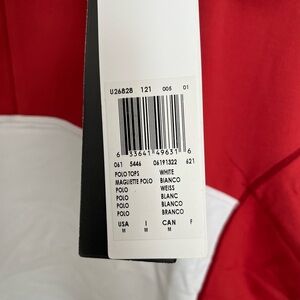 U26828 121 005 01
6 33641 49631 6
061 5446 06191322 621
POLO TOPS WHITE
MAGLIETTE POLO BIANCO
POLO WEISS
POLO BLANC
POLO BLANCO
POLO BRANCO
USA I CAN F
M M M